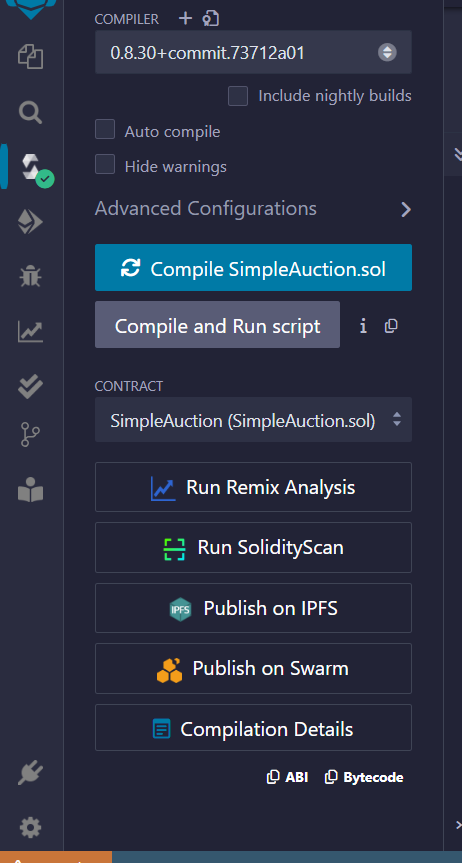 COMPILER
0.8.30+commit.73712a01
Include nightly builds
Auto compile
Hide warnings
Advanced Configurations
Compile SimpleAuction.sol
Compile and Run script
CONTRACT
SimpleAuction (SimpleAuction.sol)
Run Remix Analysis
Run SolidityScan
IPFS Publish on IPFS
Publish on Swarm
Compilation Details
ABI Bytecode